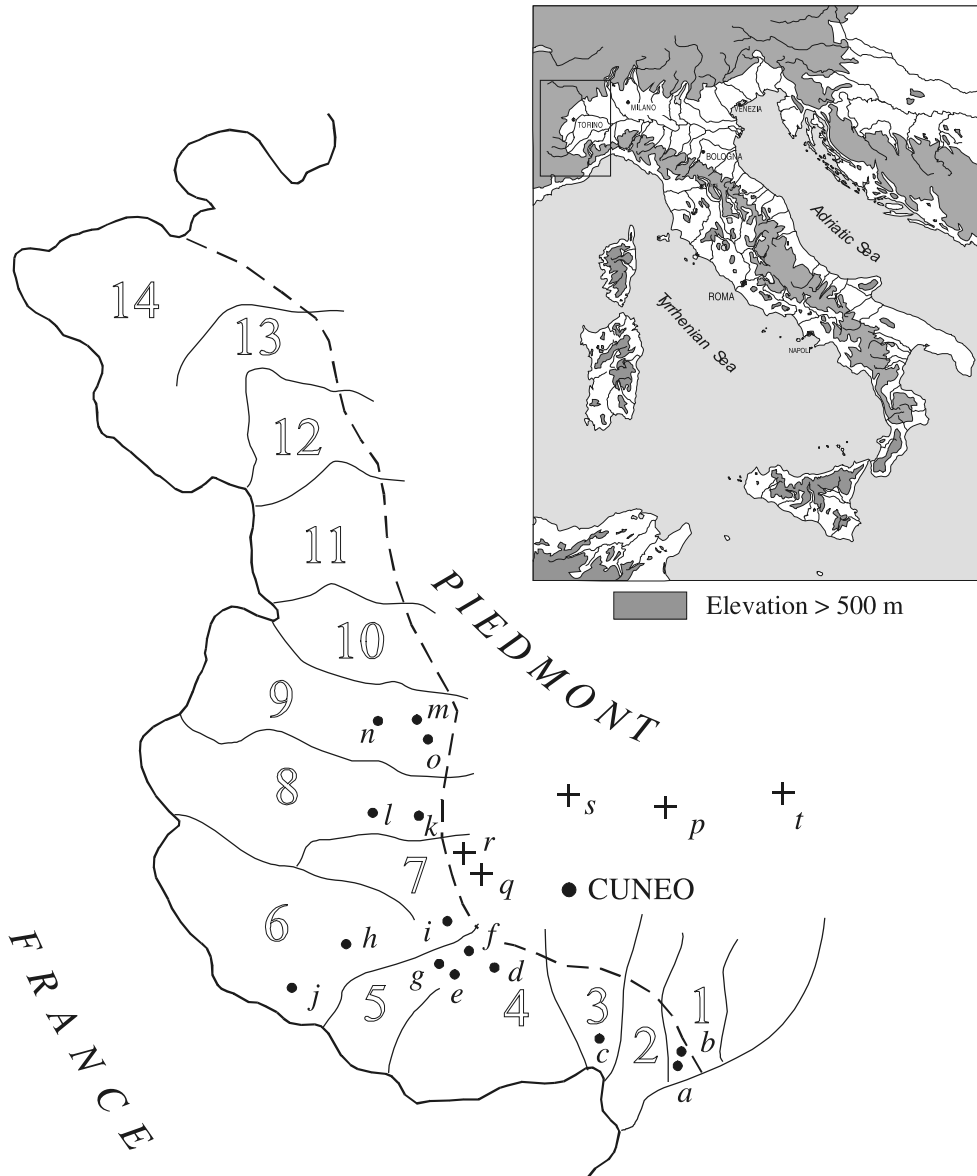 MILANO
VENEZIA
TORINO
BOLOGNA
Adriatic Sea
ROMA
Tyrrhenian Sea
NAPOLI
Elevation > 500 m
14
13
12
11
10
9
8
7
6
5
4
3
2
1
PIEDMONT
m
n
o
l
k
s
p
t
r
q
CUNEO
i
f
h
g
e
d
j
c
b
a
FRANCE